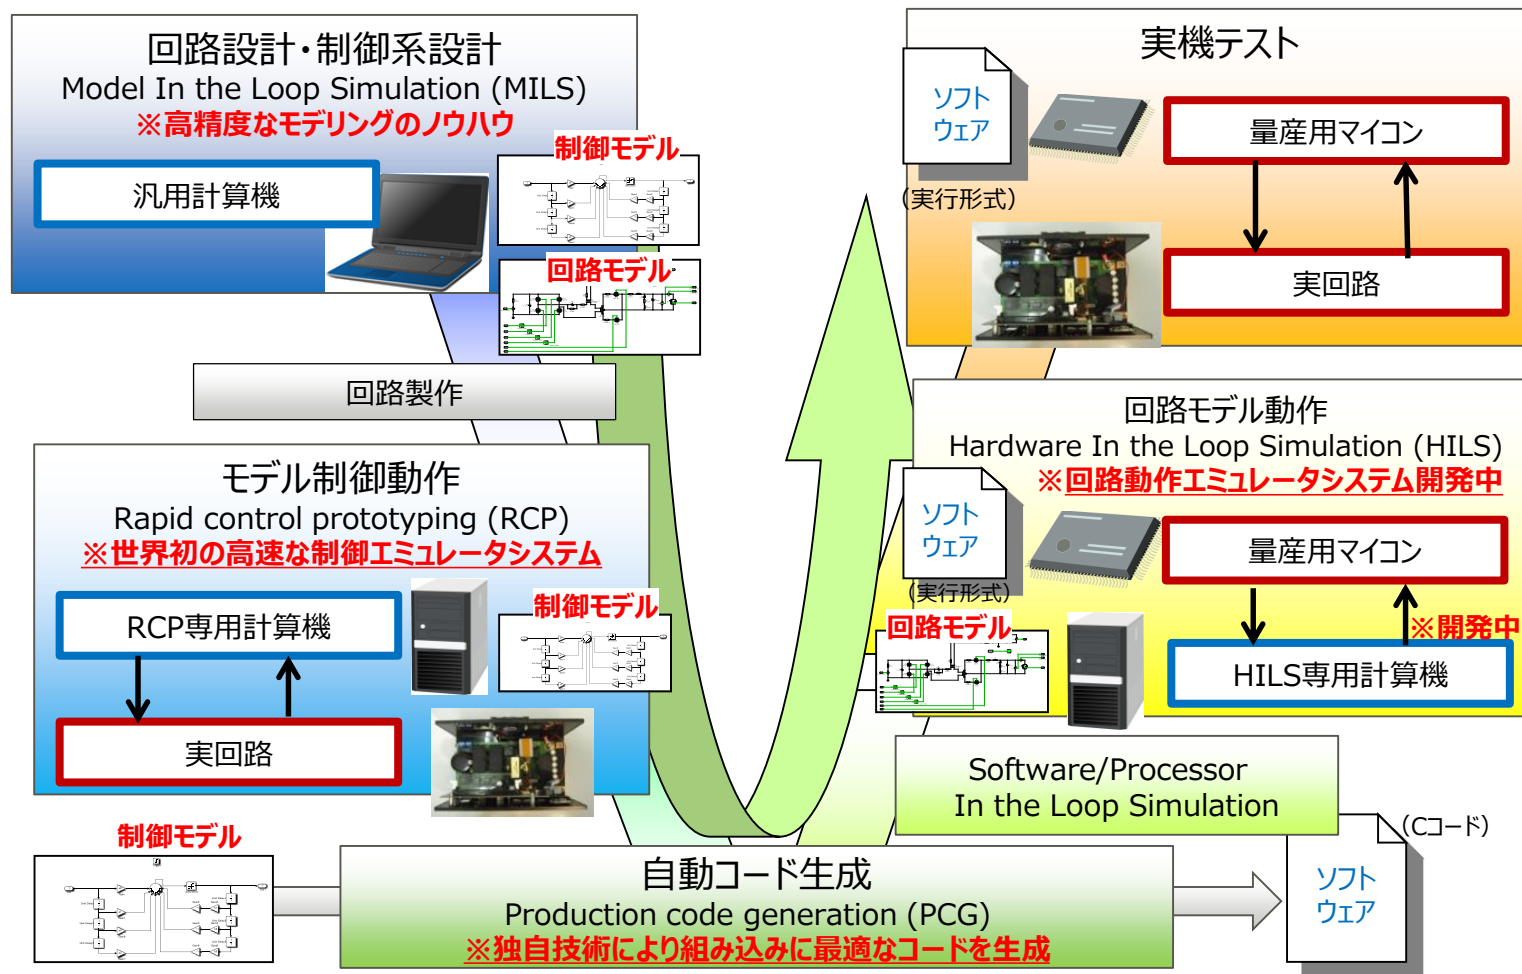 回路設計・制御系設計
Model In the Loop Simulation (MILS)
※高精度なモデリングのノウハウ
汎用計算機
制御モデル
回路モデル
回路製作
モデル制御動作
Rapid control prototyping (RCP)
※世界初の高速な制御エミュレータシステム
RCP専用計算機
実回路
制御モデル
制御モデル
自動コード生成
Production code generation (PCG)
※独自技術により組み込みに最適なコードを生成
(Cコード)
ソフト
ウェア
Software/Processor
In the Loop Simulation
回路モデル動作
Hardware In the Loop Simulation (HILS)
※回路動作エミュレータシステム開発中
ソフト
ウェア
(実行形式)
量産用マイコン
※開発中
HILS専用計算機
回路モデル
実機テスト
ソフト
ウェア
(実行形式)
量産用マイコン
実回路